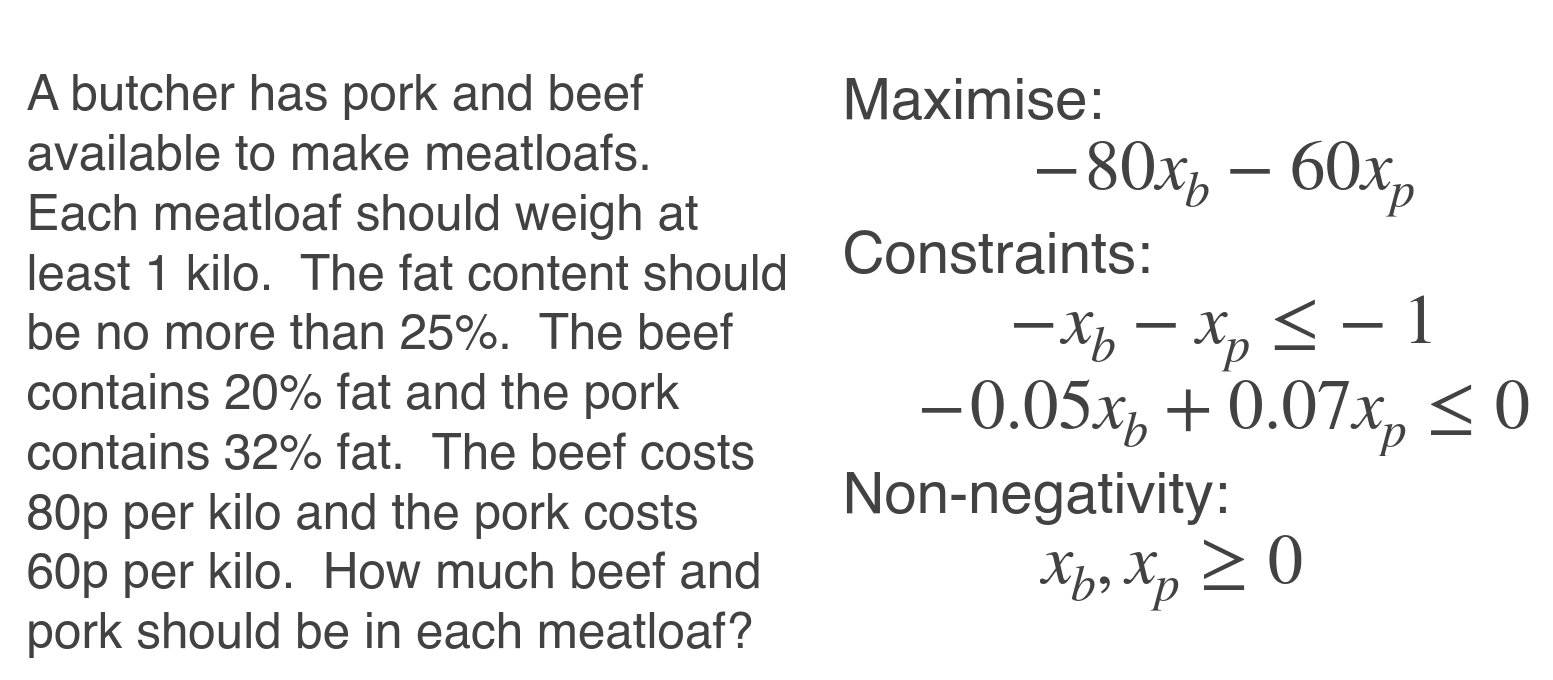 A butcher has pork and beef
available to make meatloafs.
Each meatloaf should weigh at
least 1 kilo.  The fat content should
be no more than 25%.  The beef
contains 20% fat and the pork
contains 32% fat.  The beef costs
80p per kilo and the pork costs
60p per kilo.  How much beef and
pork should be in each meatloaf?
Maximise:
−80x_b − 60x_p
Constraints:
−x_b − x_p ≤ − 1
−0.05x_b + 0.07x_p ≤ 0
Non-negativity:
x_b, x_p ≥ 0